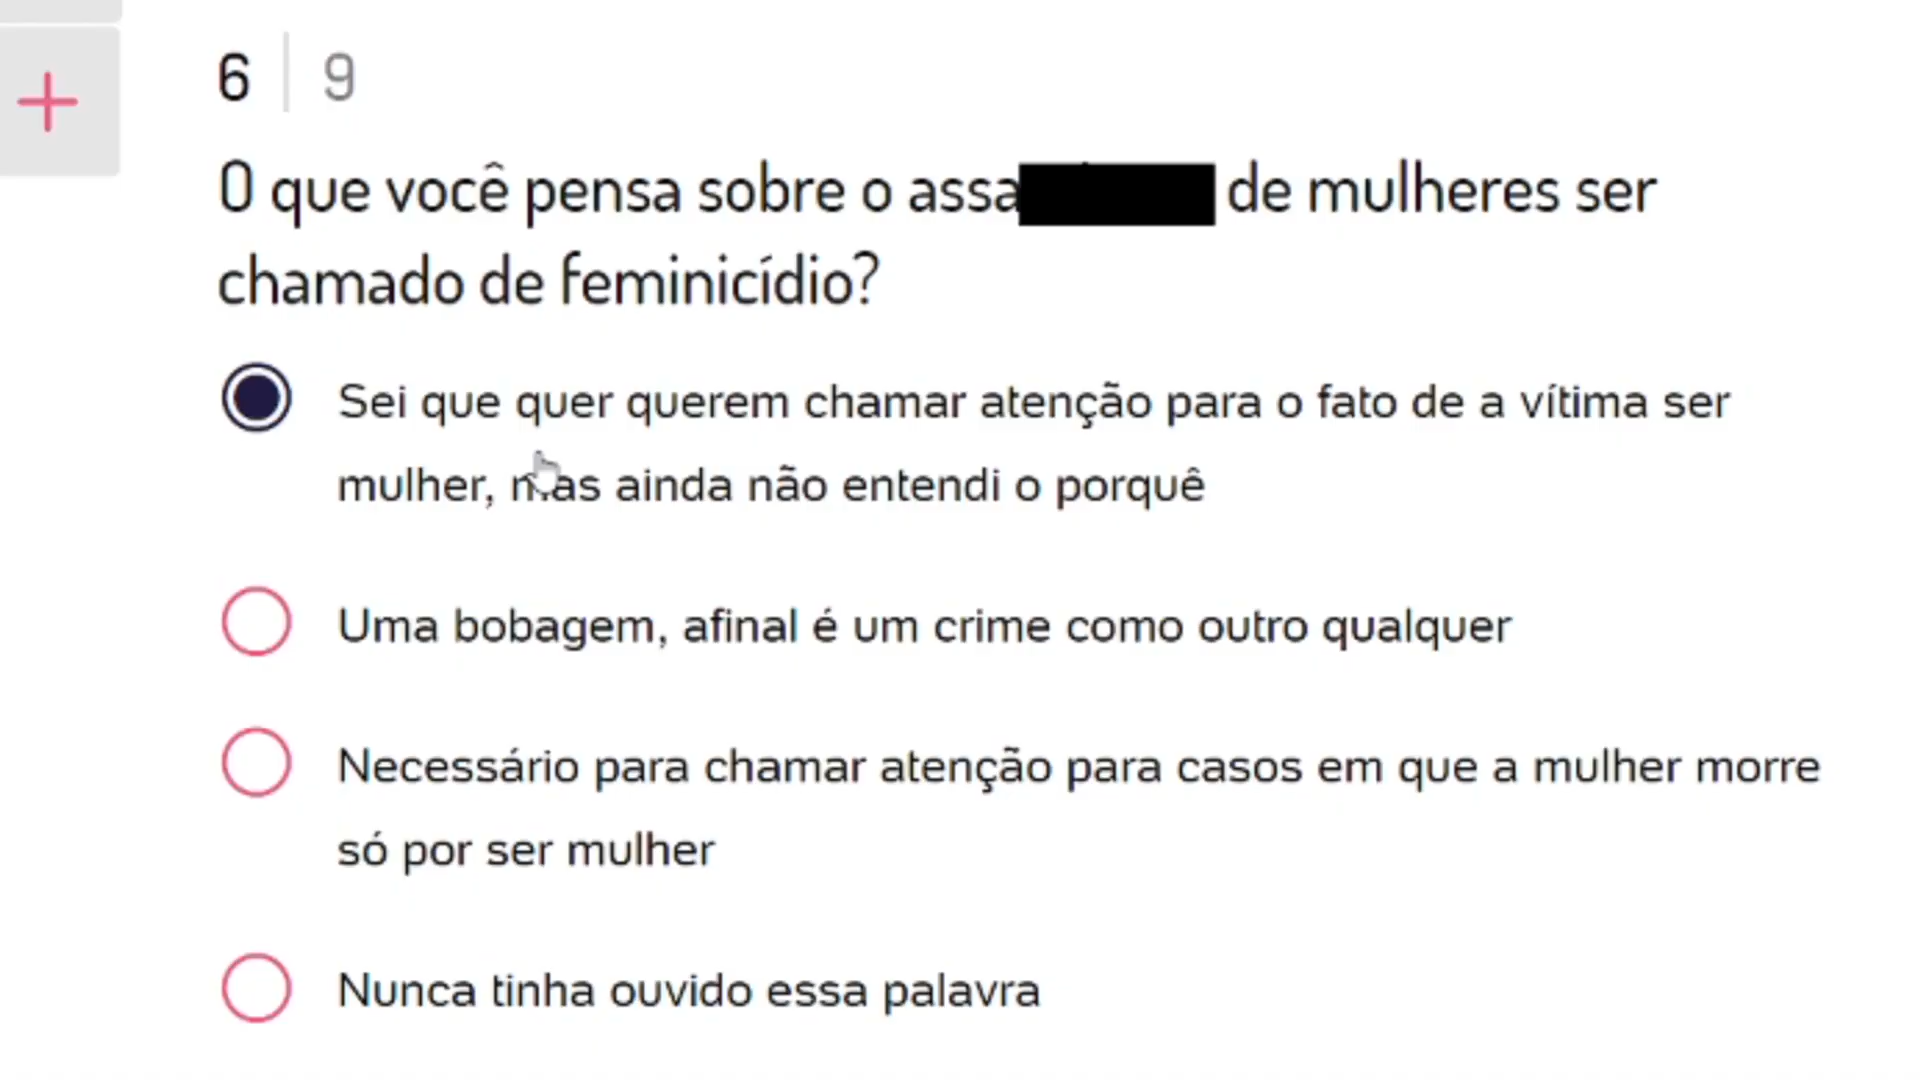 6 9
O que você pensa sobre o assa de mulheres ser
chamado de feminicídio?
Sei que quer querem chamar atenção para o fato de a vítima ser
mulher, mas ainda não entendi o porquê
Uma bobagem, afinal é um crime como outro qualquer
Necessário para chamar atenção para casos em que a mulher morre
só por ser mulher
Nunca tinha ouvido essa palavra